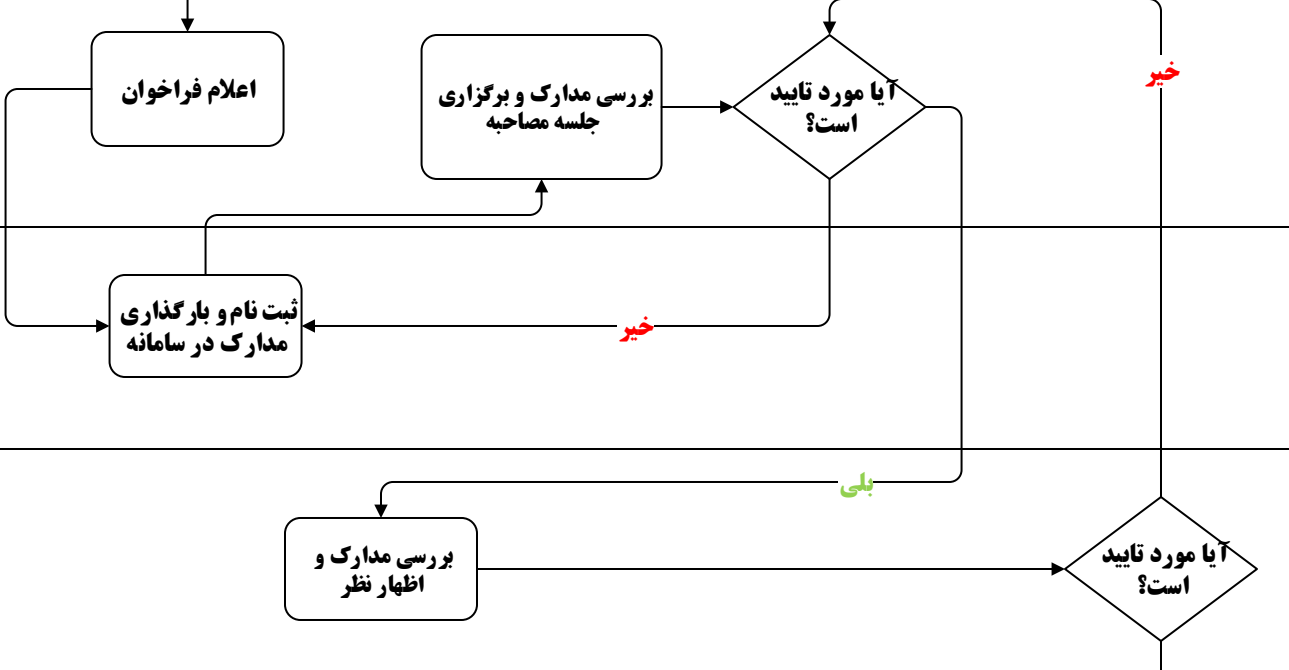 اعلام فراخوان
بررسی مدارک و برگزاری
جلسه مصاحبه
آیا مورد تایید
است؟
خیر
ثبت نام و بارگذاری
مدارک در سامانه
خیر
بلی
بررسی مدارک و
اظهار نظر
آیا مورد تایید
است؟